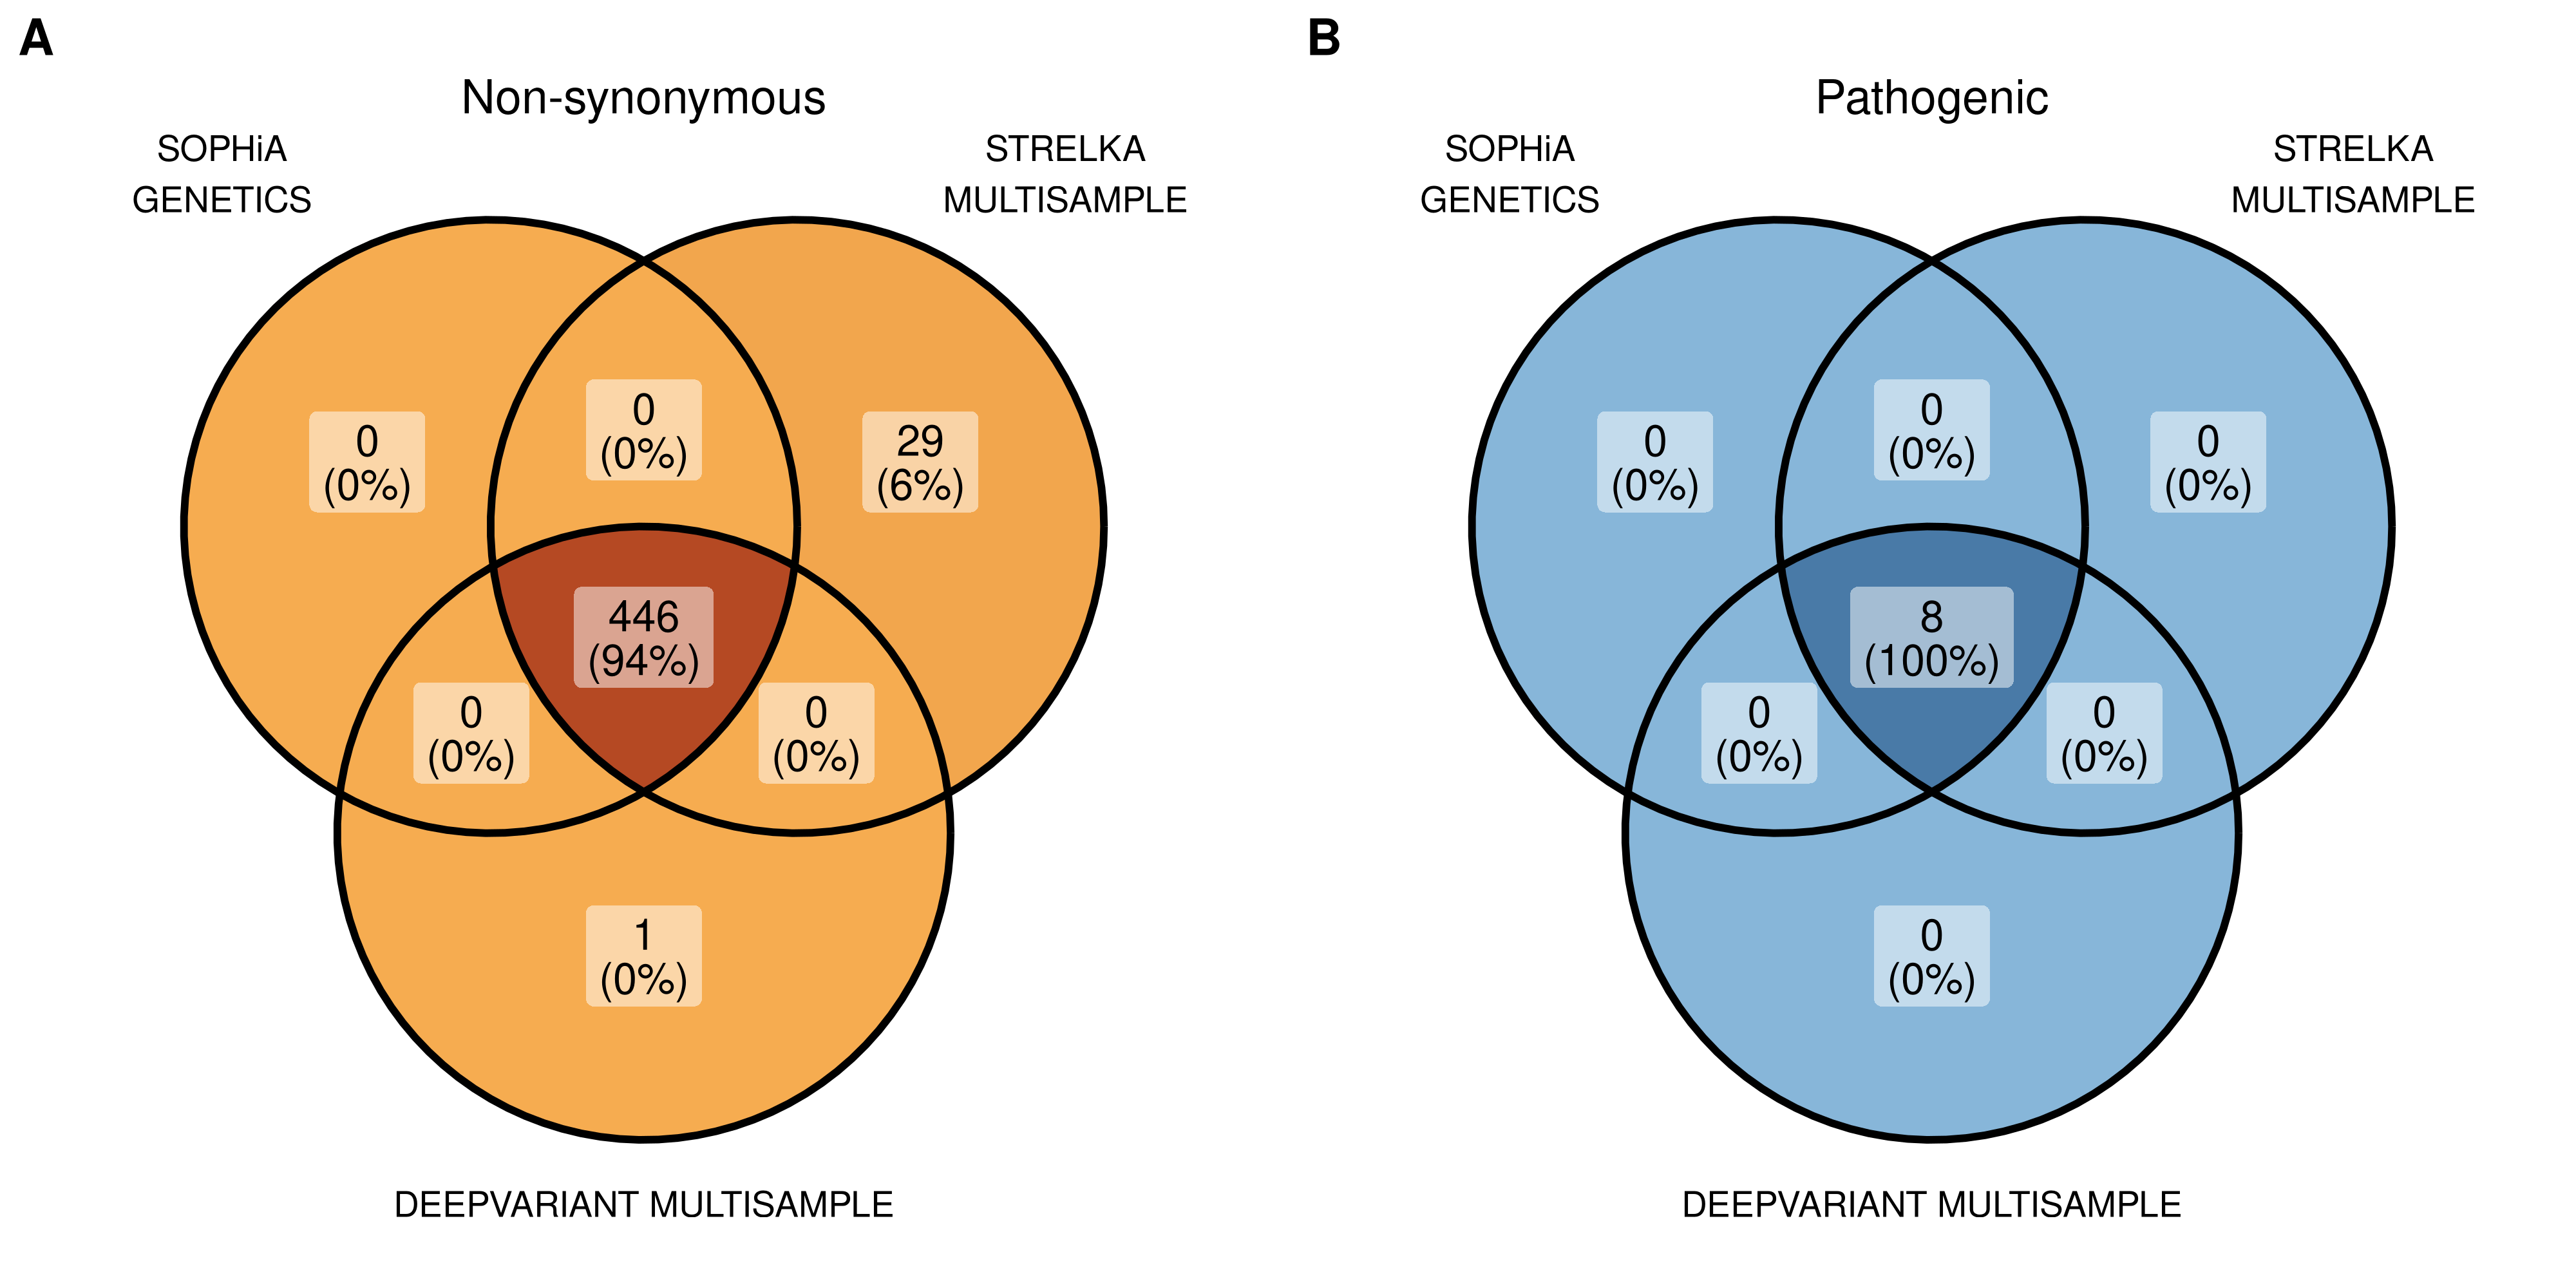 A
Non-synonymous
SOPHiA
GENETICS
STRELKA
MULTISAMPLE
0
(0%)
0
(0%)
29
(6%)
446
(94%)
0
(0%)
0
(0%)
1
(0%)
DEEPVARIANT MULTISAMPLE
B
Pathogenic
SOPHiA
GENETICS
STRELKA
MULTISAMPLE
0
(0%)
0
(0%)
0
(0%)
8
(100%)
0
(0%)
0
(0%)
0
(0%)
DEEPVARIANT MULTISAMPLE